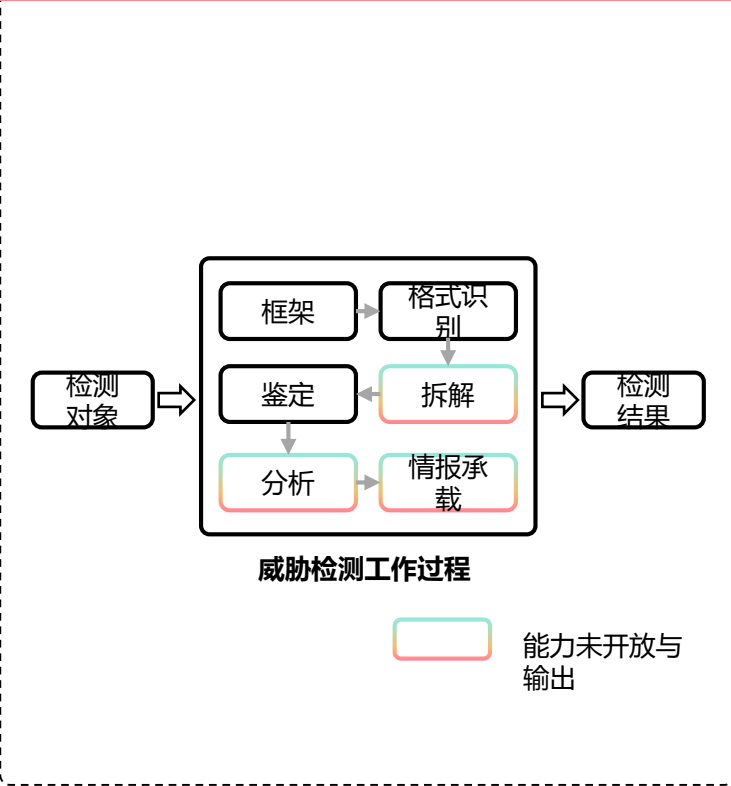 框架
格式识
别
检测
对象
鉴定
拆解
检测
结果
分析
情报承
载
威胁检测工作过程
能力未开放与
输出